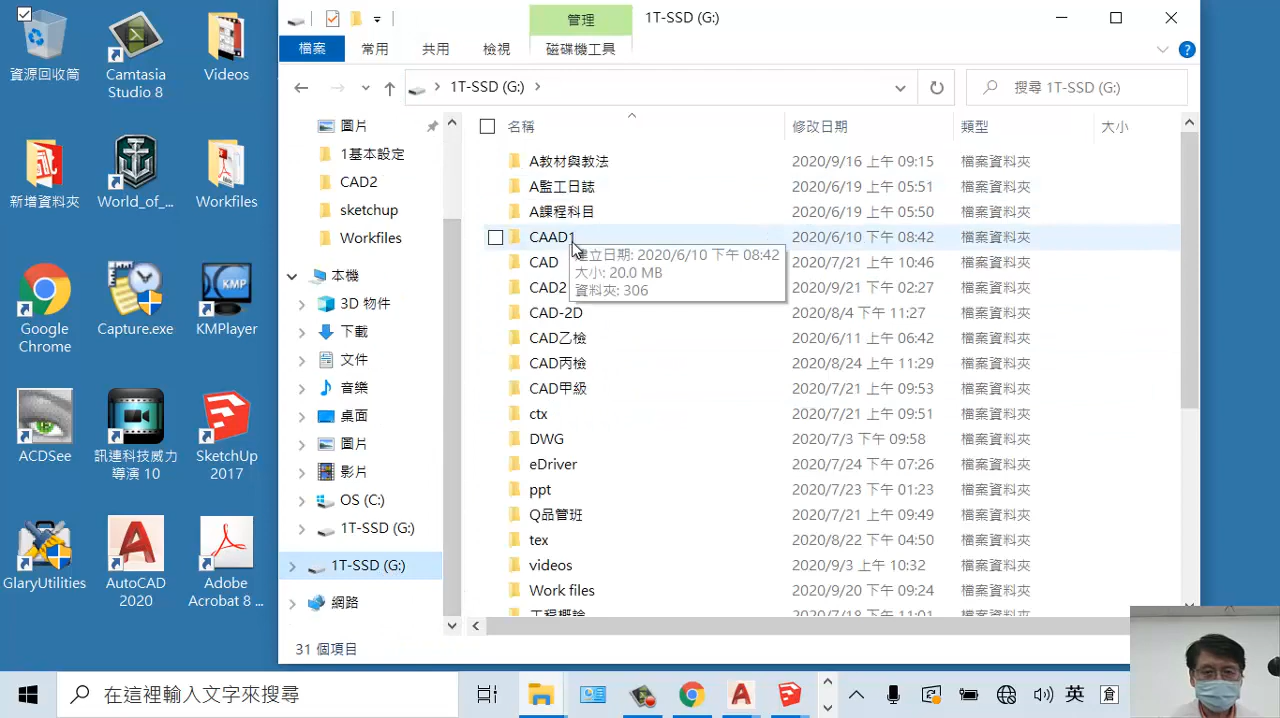 資源回收筒
Camtasia
Studio 8
Videos
新增資料夾
World_of_...
Workfiles
Google
Chrome
Capture.exe
KMPlayer
ACDSee
訊連科技威力
導演 10
SketchUp
2017
GlaryUtilities
AutoCAD
2020
Adobe
Acrobat 8 ...
管理
1T-SSD (G:)
檔案
常用
共用
檢視
磁碟機工具
1T-SSD (G:)
搜尋 1T-SSD (G:)
圖片
1基本設定
CAD2
sketchup
Workfiles
本機
3D 物件
下載
文件
音樂
桌面
圖片
影片
OS (C:)
1T-SSD (G:)
1T-SSD (G:)
網路
名稱 修改日期 類型 大小
A教材與教法 2020/9/16 上午 09:15 檔案資料夾
A監工日誌 2020/6/19 上午 05:51 檔案資料夾
A課程科目 2020/6/19 上午 05:50 檔案資料夾
CAAD1 2020/6/10 下午 08:42 檔案資料夾
建立日期: 2020/6/10 下午 08:42
大小: 20.0 MB
資料夾: 306
CAD 2020/7/21 上午 10:46 檔案資料夾
CAD2 2020/9/21 下午 02:27 檔案資料夾
CAD-2D 2020/8/4 下午 11:27 檔案資料夾
CAD乙檢 2020/6/11 上午 06:42 檔案資料夾
CAD丙檢 2020/8/24 上午 11:29 檔案資料夾
CAD甲級 2020/7/21 上午 09:53 檔案資料夾
ctx 2020/7/21 上午 09:51 檔案資料夾
DWG 2020/7/3 下午 09:58 檔案資料夾
eDriver 2020/7/24 下午 07:26 檔案資料夾
ppt 2020/7/23 下午 01:23 檔案資料夾
Q品管班 2020/7/21 上午 09:49 檔案資料夾
tex 2020/8/22 下午 04:50 檔案資料夾
videos 2020/9/3 上午 10:32 檔案資料夾
Work files 2020/9/20 上午 09:24 檔案資料夾
工程概論 2020/7/18 下午 11:01 檔案資料夾
31 個項目
在這裡輸入文字來搜尋
英
倉